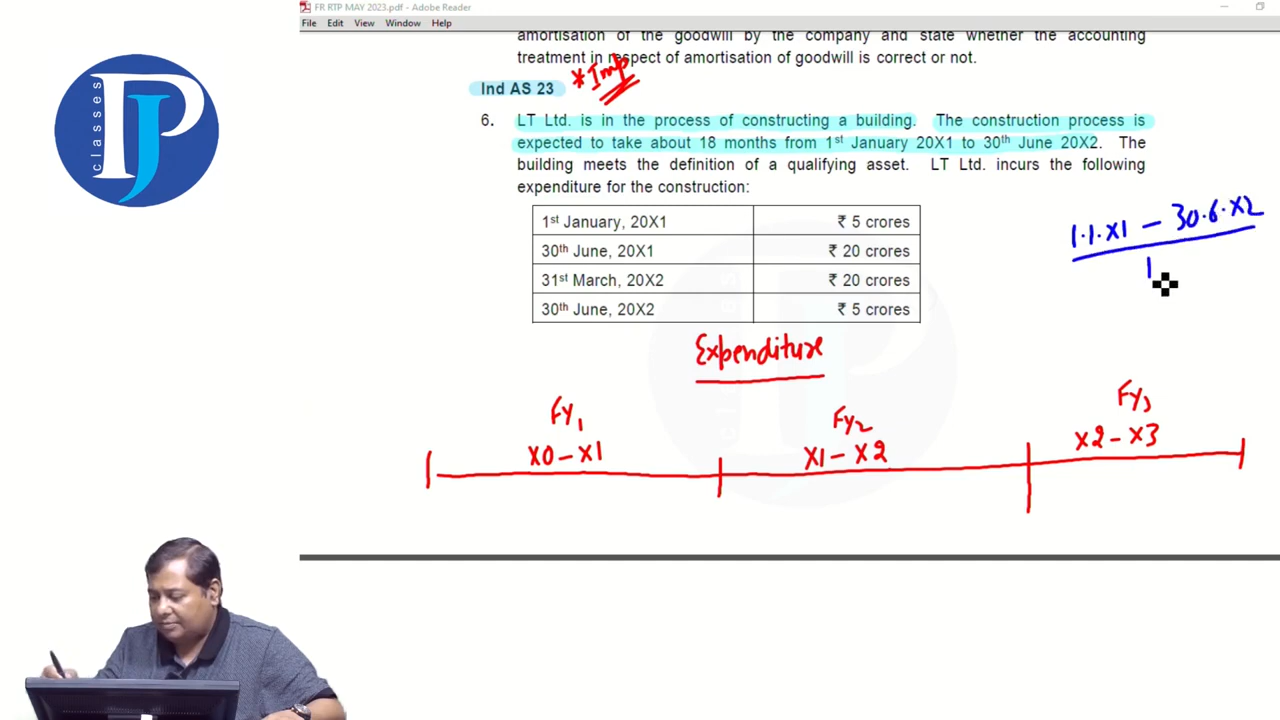 FR RTP MAY 2023.pdf - Adobe Reader
File Edit View Window Help
amortisation of the goodwill by the company and state whether the accounting
treatment in respect of amortisation of goodwill is correct or not.
Ind AS 23 * Imp
6. LT Ltd. is in the process of constructing a building. The construction process is
expected to take about 18 months from 1st January 20X1 to 30th June 20X2. The
building meets the definition of a qualifying asset. LT Ltd. incurs the following
expenditure for the construction:
1st January, 20X1 ₹ 5 crores
30th June, 20X1 ₹ 20 crores
31st March, 20X2 ₹ 20 crores
30th June, 20X2 ₹ 5 crores
1.1.X1 - 30.6.X2
1
Expenditure
FY1 FY2 FY3
X0-X1 X1-X2 X2-X3
classes
PJ